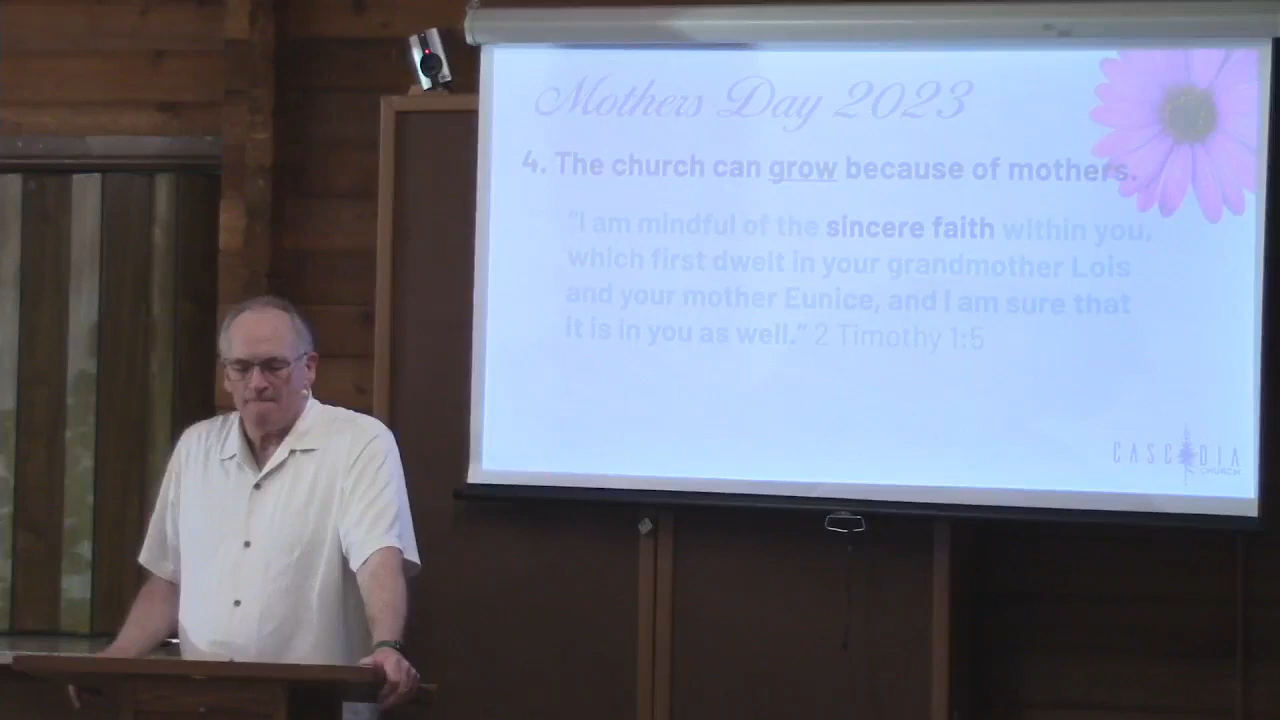 Mothers Day 2023
4. The church can grow because of mothers.
"I am mindful of the sincere faith within you,
which first dwelt in your grandmother Lois
and your mother Eunice, and I am sure that
it is in you as well." 2 Timothy 1:5
CASCADIA
CHURCH